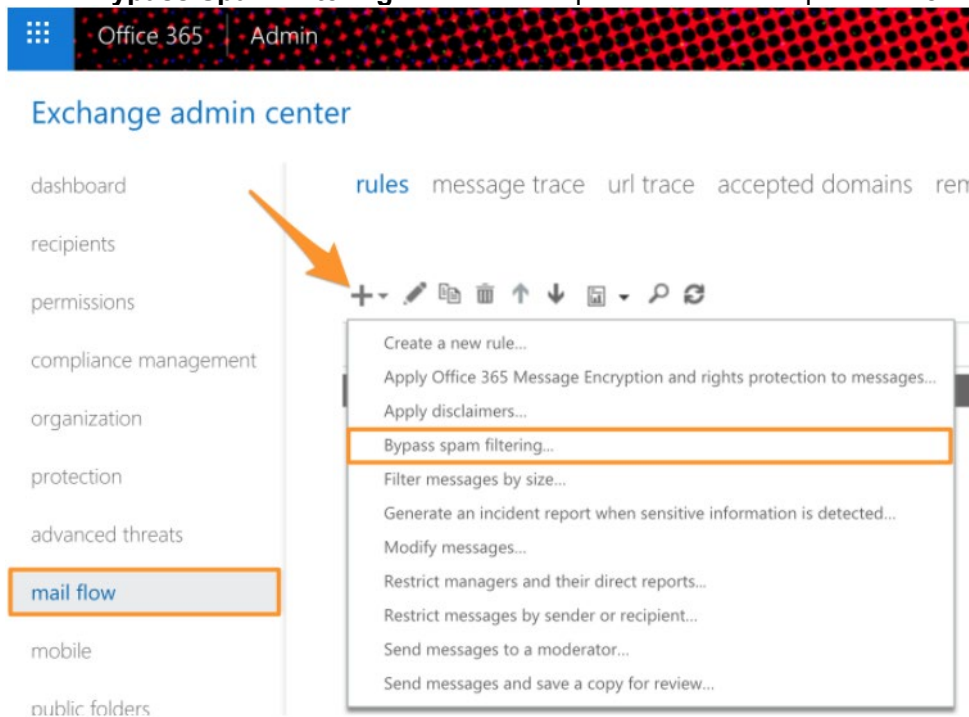 Office 365 Admin
Exchange admin center
dashboard
recipients
permissions
compliance management
organization
protection
advanced threats
mail flow
mobile
public folders
rules message trace url trace accepted domains
Create a new rule...
Apply Office 365 Message Encryption and rights protection to messages...
Apply disclaimers...
Bypass spam filtering...
Filter messages by size...
Generate an incident report when sensitive information is detected...
Modify messages...
Restrict managers and their direct reports...
Restrict messages by sender or recipient...
Send messages to a moderator...
Send messages and save a copy for review...